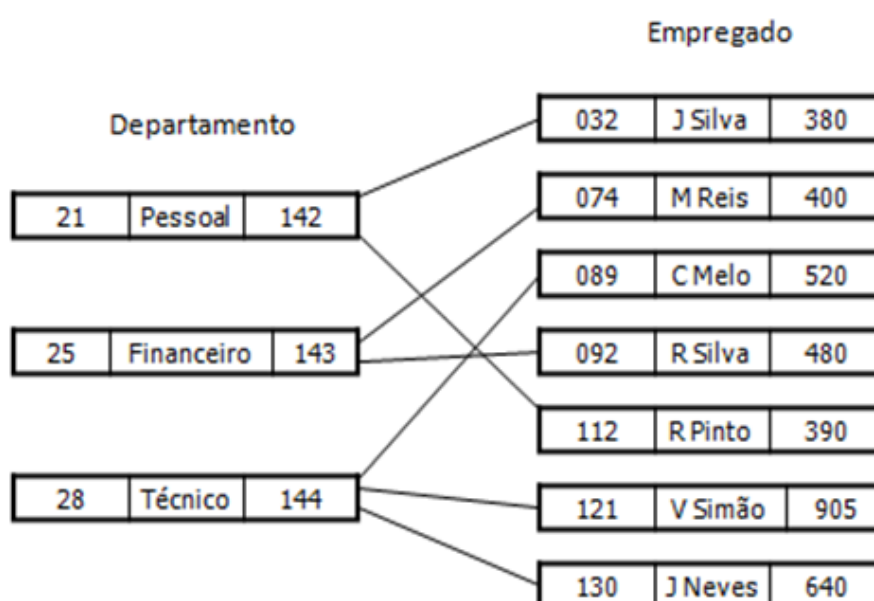 Empregado
Departamento
032 J Silva 380
074 M Reis 400
21 Pessoal 142
089 C Melo 520
25 Financeiro 143
092 R Silva 480
112 R Pinto 390
28 Técnico 144
121 V Simão 905
130 J Neves 640